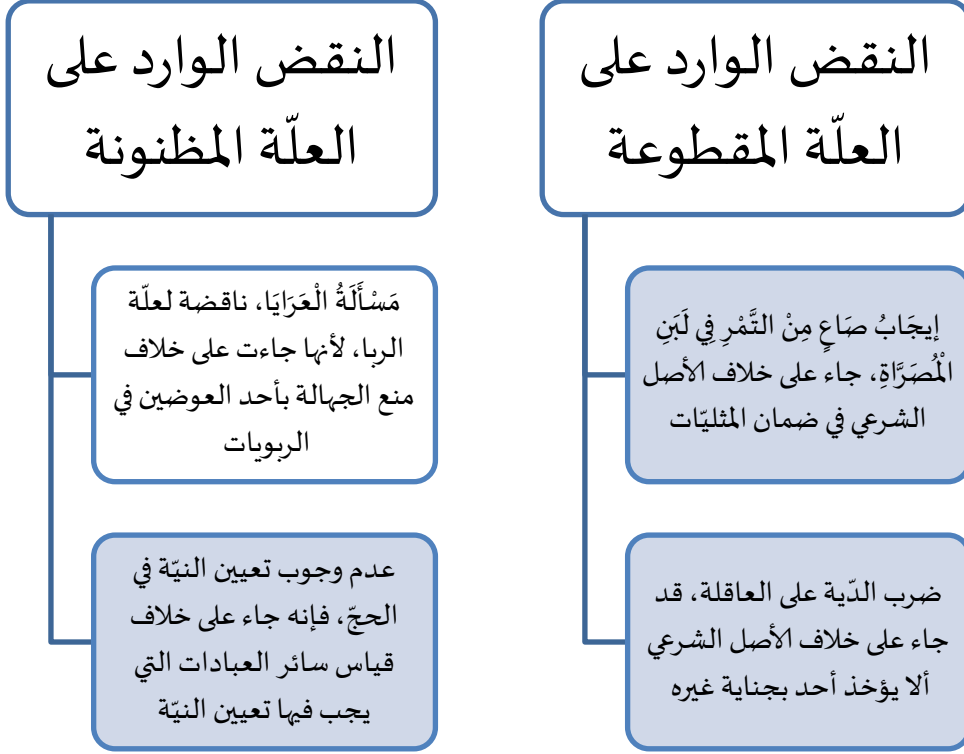 النقض الوارد على
العلّة المقطوعة
إيجَابُ صَاعٍ مِنْ التَّمْرِ فِي لَبَنِ
الْمُصَرَّاةِ، جاء على خلاف الأصل
الشرعي في ضمان المثليّات
ضرب الدّية على العاقلة، قد
جاء على خلاف الأصل الشرعي
ألا يؤخذ أحد بجناية غيره
النقض الوارد على
العلّة المظنونة
مَسْأَلَةُ الْعَرَايَا، ناقضة لعلّة
الربا، لأنها جاءت على خلاف
منع الجهالة بأحد العوضين في
الربويات
عدم وجوب تعيين النيّة في
الحجّ، فإنه جاء على خلاف
قياس سائر العبادات التي
يجب فيها تعيين النيّة